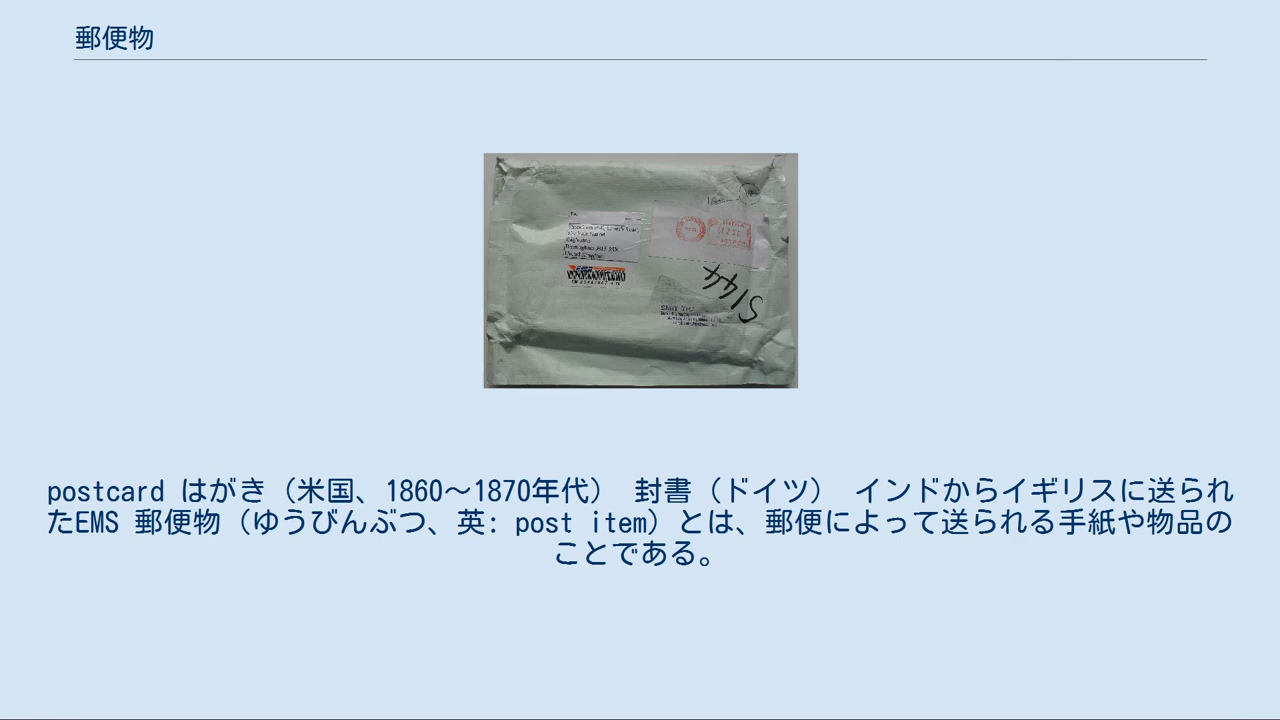 郵便物
5144
postcard はがき（米国、1860〜1870年代） 封書（ドイツ） インドからイギリスに送られ
たEMS 郵便物（ゆうびんぶつ、英: post item）とは、郵便によって送られる手紙や物品の
ことである。